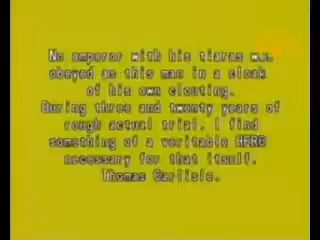 No emperor with his tiaras was
obeyed as this man in a cloak
of his own clouting.
During three and twenty years of
rough actual trial. I find
something of a veritable HERO
necessary for that itself.
Thomas Carlisle.